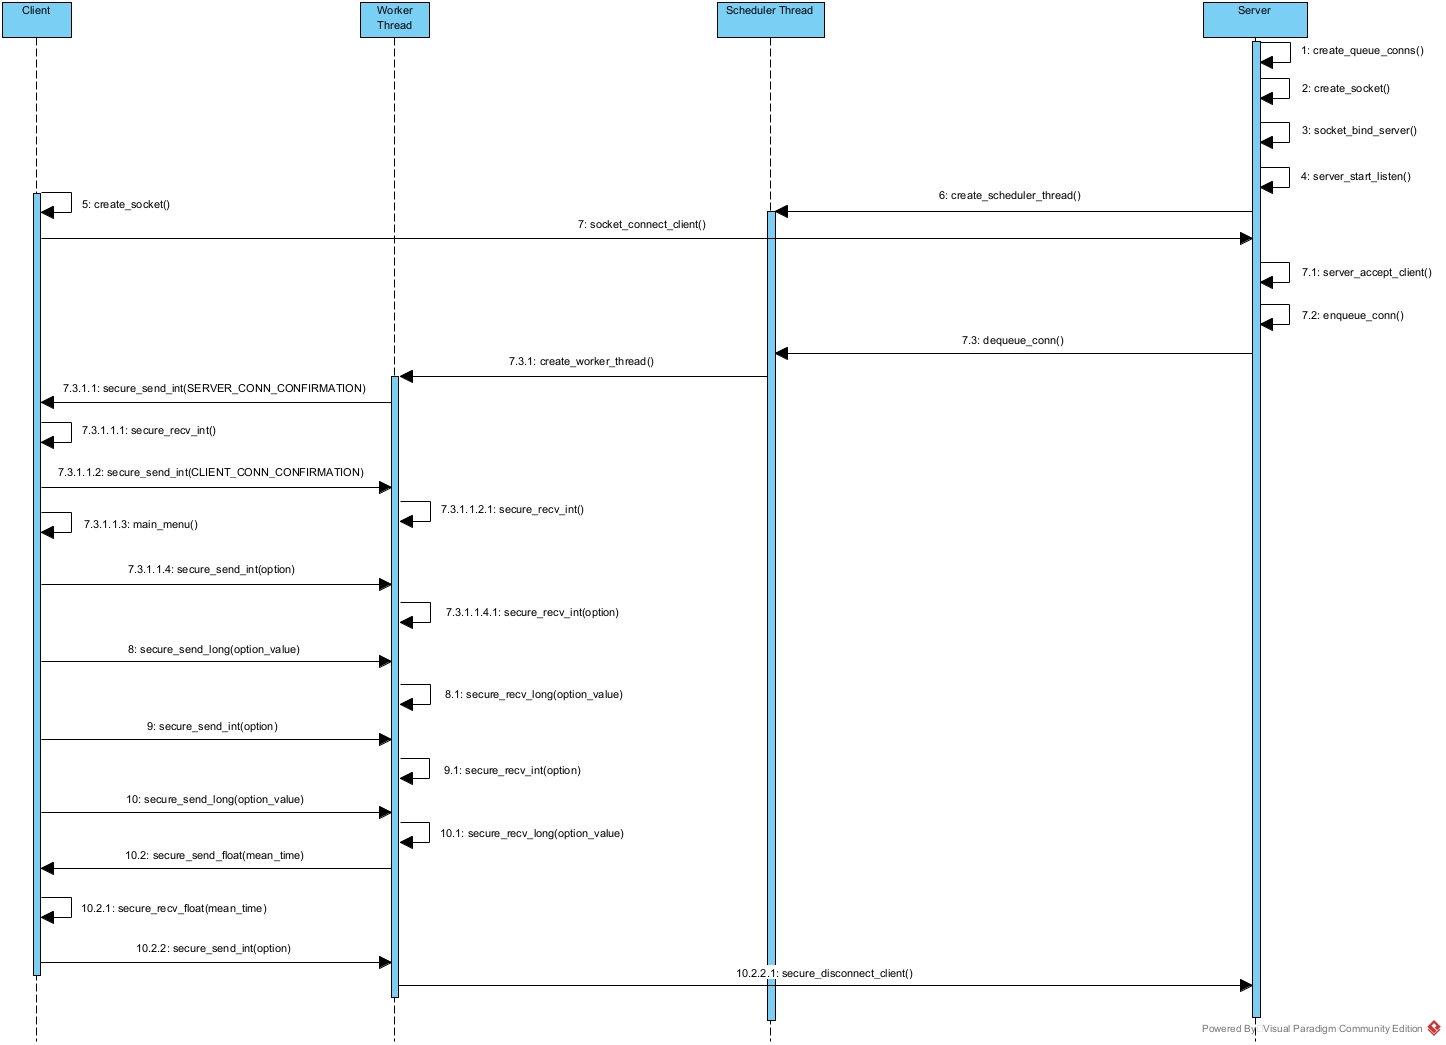 Client
Worker
Thread
Scheduler Thread
Server
1: create_queue_conns()
2: create_socket()
3: socket_bind_server()
4: server_start_listen()
5: create_socket()
6: create_scheduler_thread()
7: socket_connect_client()
7.1: server_accept_client()
7.2: enqueue_conn()
7.3: dequeue_conn()
7.3.1: create_worker_thread()
7.3.1.1: secure_send_int(SERVER_CONN_CONFIRMATION)
7.3.1.1.1: secure_recv_int()
7.3.1.1.2: secure_send_int(CLIENT_CONN_CONFIRMATION)
7.3.1.1.2.1: secure_recv_int()
7.3.1.1.3: main_menu()
7.3.1.1.4: secure_send_int(option)
7.3.1.1.4.1: secure_recv_int(option)
8: secure_send_long(option_value)
8.1: secure_recv_long(option_value)
9: secure_send_int(option)
9.1: secure_recv_int(option)
10: secure_send_long(option_value)
10.1: secure_recv_long(option_value)
10.2: secure_send_float(mean_time)
10.2.1: secure_recv_float(mean_time)
10.2.2: secure_send_int(option)
10.2.2.1: secure_disconnect_client()
Powered By Visual Paradigm Community Edition